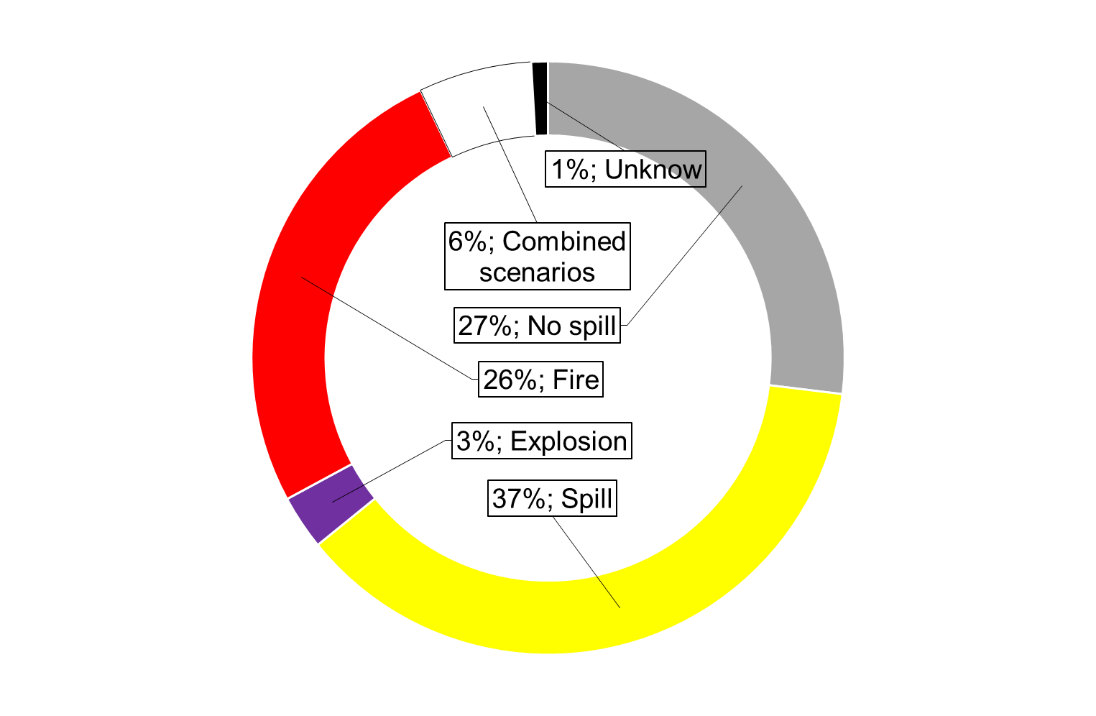 1%; Unknow
6%; Combined
scenarios
27%; No spill
26%; Fire
3%; Explosion
37%; Spill